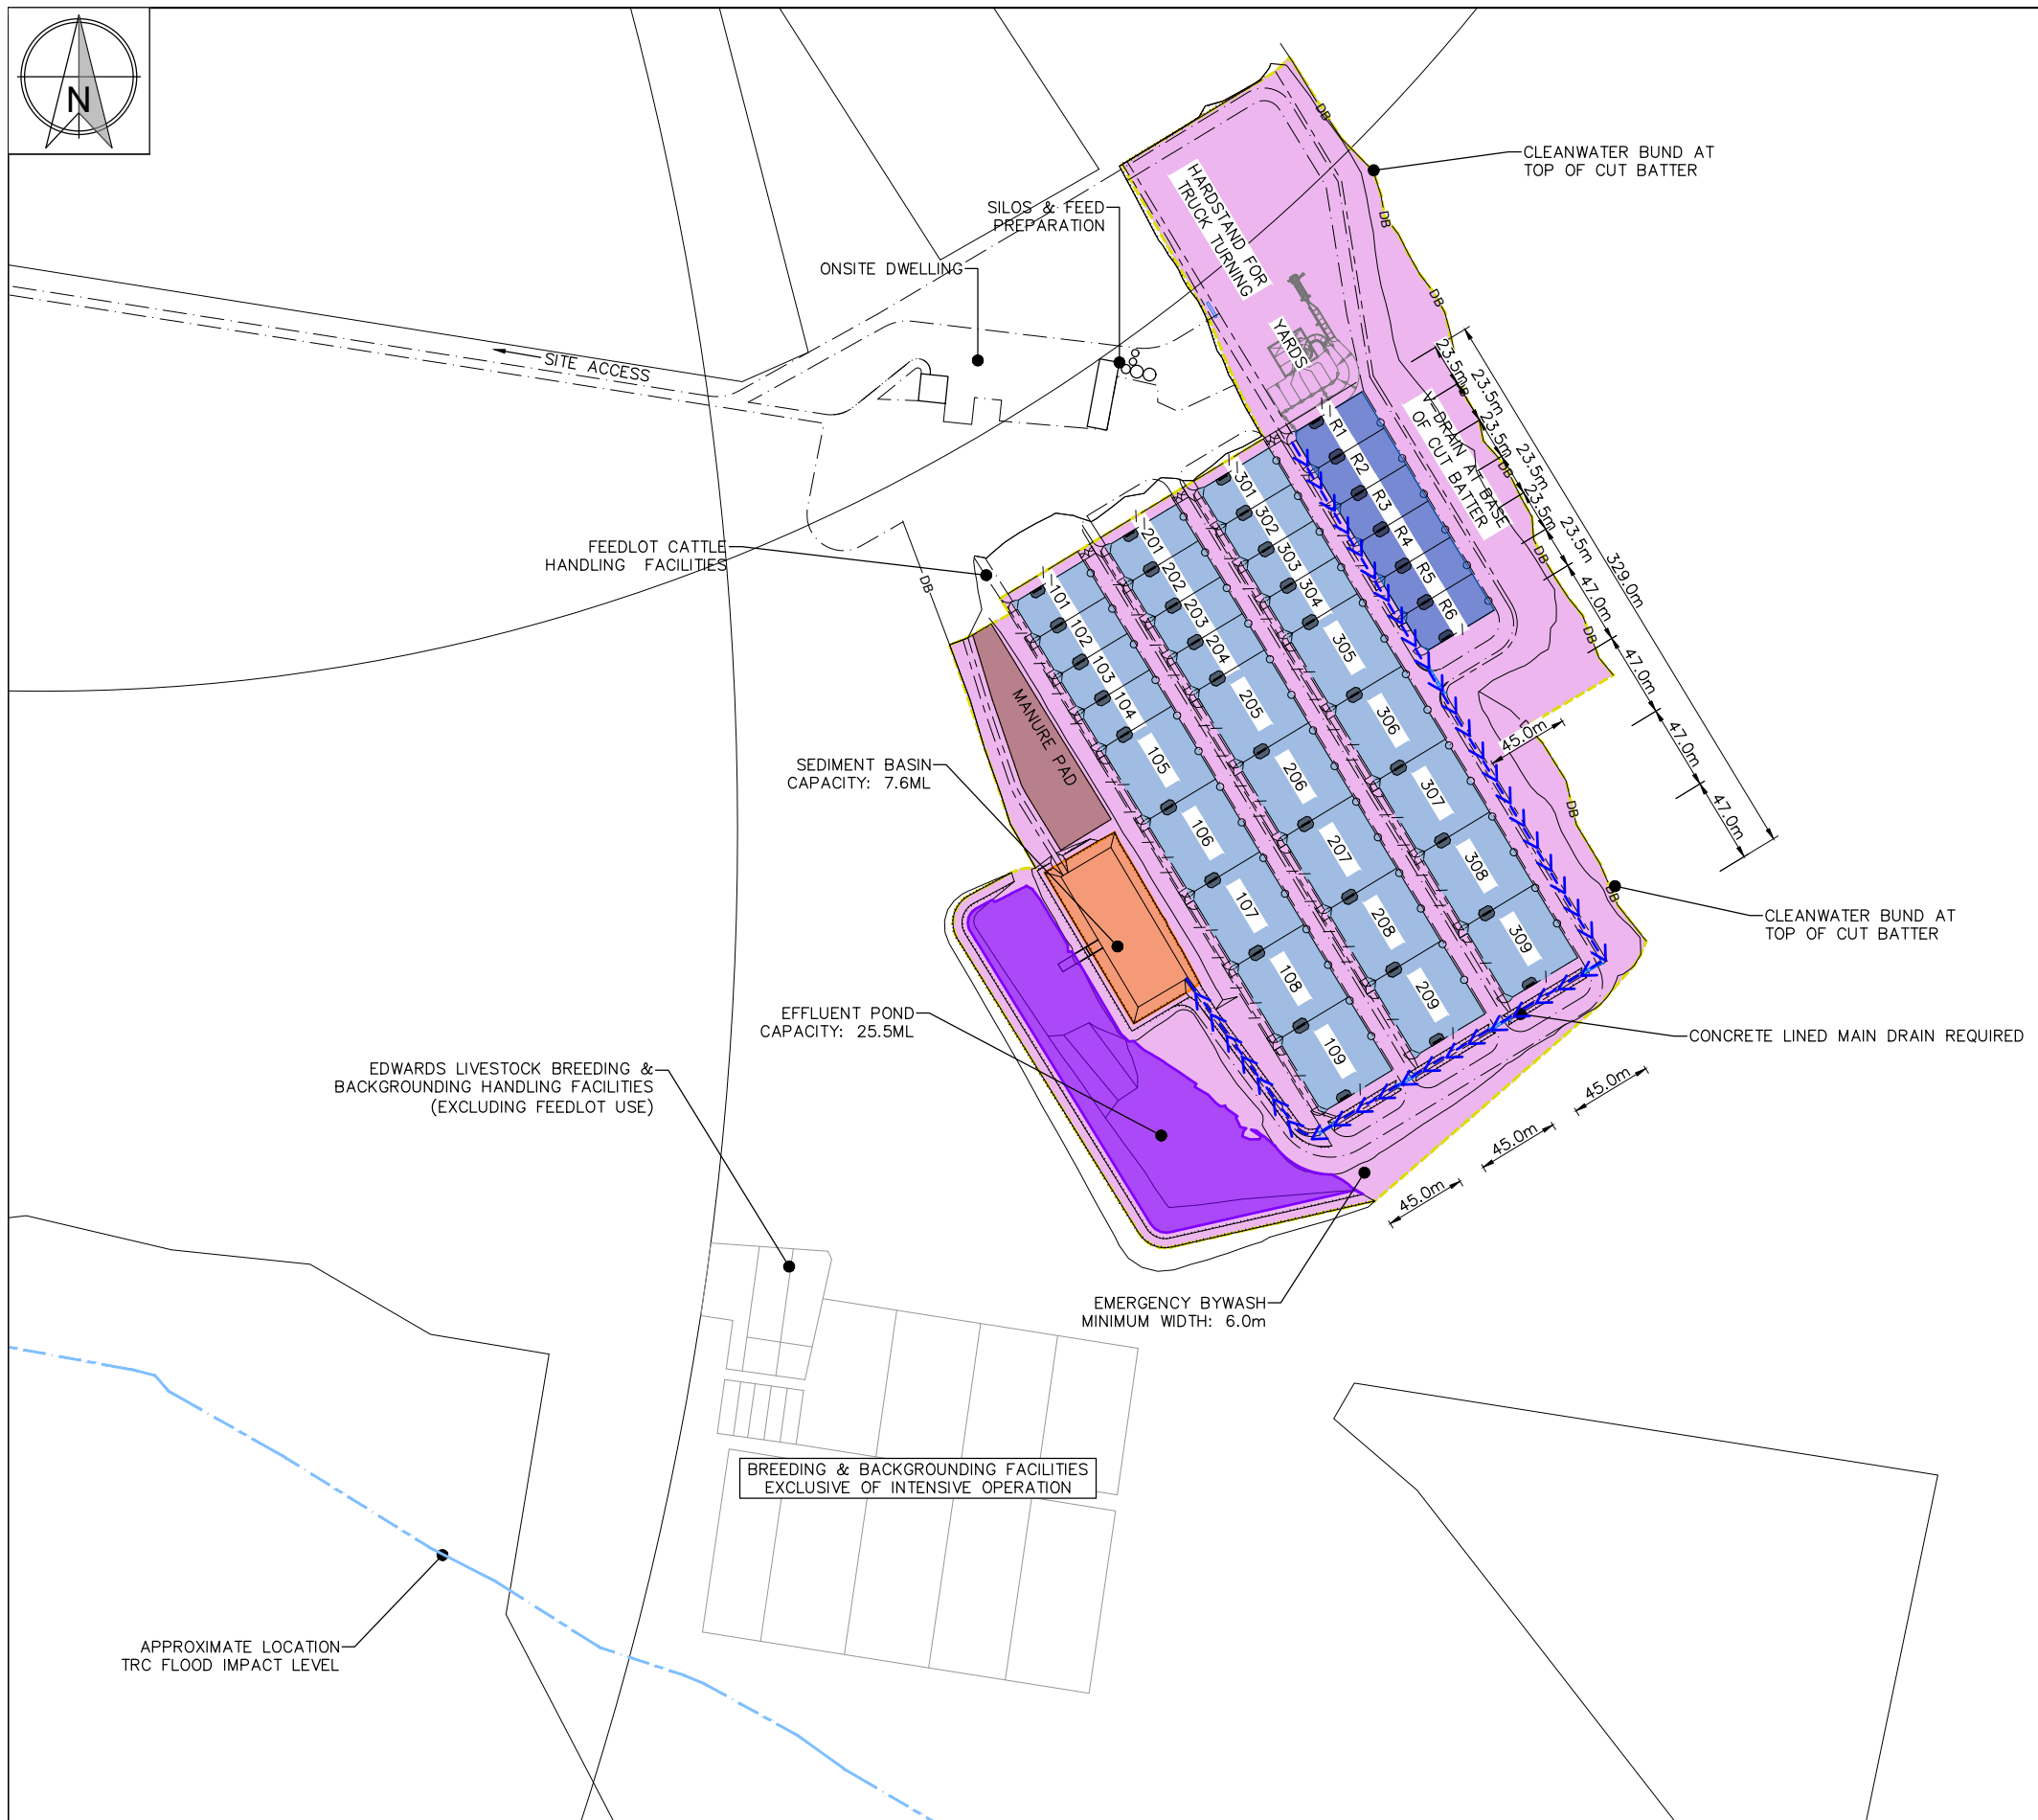 N
CLEANWATER BUND AT
TOP OF CUT BATTER
SILOS & FEED
PREPARATION
ONSITE DWELLING
SITE ACCESS
HARDSTAND FOR
TRUCK TURNING
YARDS
V-DRAIN AT BASE
OF CUT BATTER
DB
DB
DB
DB
DB
DB
DB
DB
DB
DB
23.5m
23.5m
23.5m
23.5m
23.5m
23.5m
47.0m
47.0m
47.0m
47.0m
329.0m
45.0m
R1
R2
R3
R4
R5
R6
FEEDLOT CATTLE
HANDLING FACILITIES
101
102
103
104
105
106
107
108
109
201
202
203
204
205
206
207
208
209
301
302
303
304
305
306
307
308
309
MANURE PAD
SEDIMENT BASIN
CAPACITY: 7.6ML
CLEANWATER BUND AT
TOP OF CUT BATTER
EFFLUENT POND
CAPACITY: 25.5ML
CONCRETE LINED MAIN DRAIN REQUIRED
45.0m
45.0m
45.0m
EDWARDS LIVESTOCK BREEDING &
BACKGROUNDING HANDLING FACILITIES
(EXCLUDING FEEDLOT USE)
EMERGENCY BYWASH
MINIMUM WIDTH: 6.0m
BREEDING & BACKGROUNDING FACILITIES
EXCLUSIVE OF INTENSIVE OPERATION
APPROXIMATE LOCATION
TRC FLOOD IMPACT LEVEL